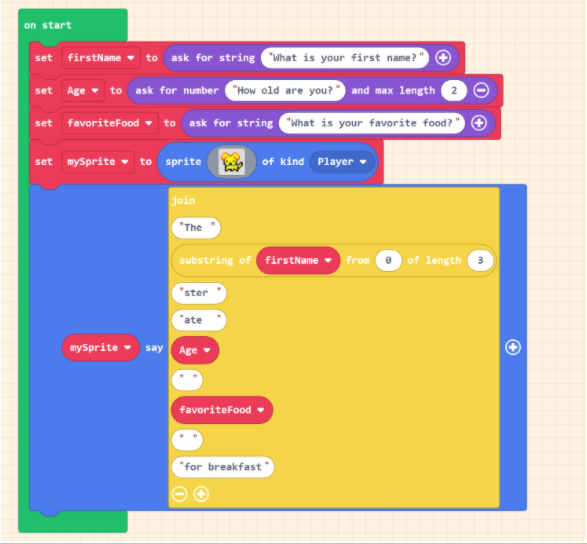 on start
set firstName to ask for string "What is your first name?"
set Age to ask for number "How old are you?" and max length 2
set favoriteFood to ask for string "What is your favorite food?"
set mySprite to sprite of kind Player
join
"The "
substring of firstName from 0 of length 3
"ster "
"ate "
mySprite say
Age
" "
favoriteFood
" "
"for breakfast"